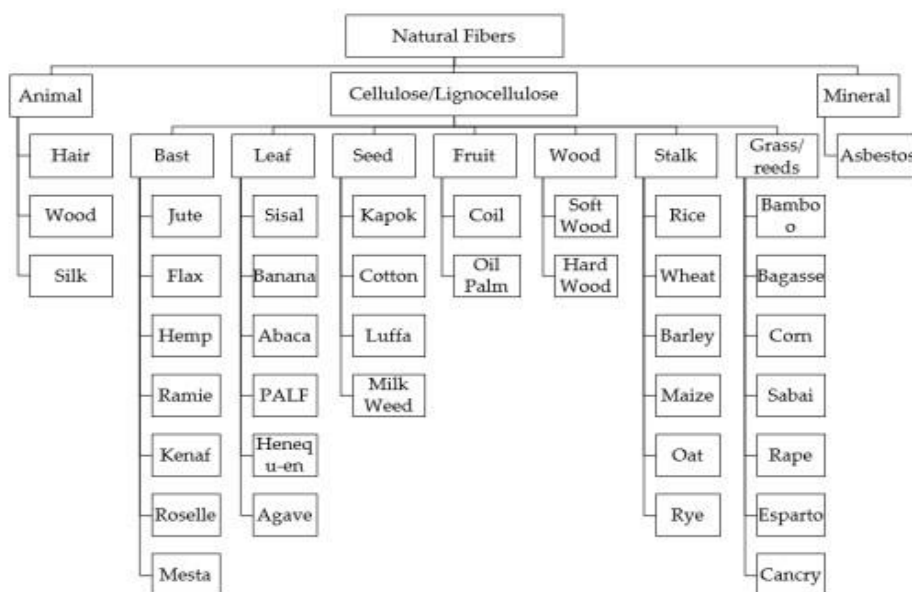 Natural Fibers
Animal
Cellulose/Lignocellulose
Mineral
Hair
Bast
Leaf
Seed
Fruit
Wood
Stalk
Grass/
reeds
Asbestos
Wood
Jute
Sisal
Kapok
Coil
Soft
Wood
Rice
Bambo
o
Silk
Flax
Banana
Cotton
Oil
Palm
Hard
Wood
Wheat
Bagasse
Hemp
Abaca
Luffa
Barley
Corn
Ramie
PALF
Milk
Weed
Maize
Sabai
Kenaf
Henequ
u-en
Oat
Rape
Roselle
Agave
Rye
Esparto
Mesta
Cancry